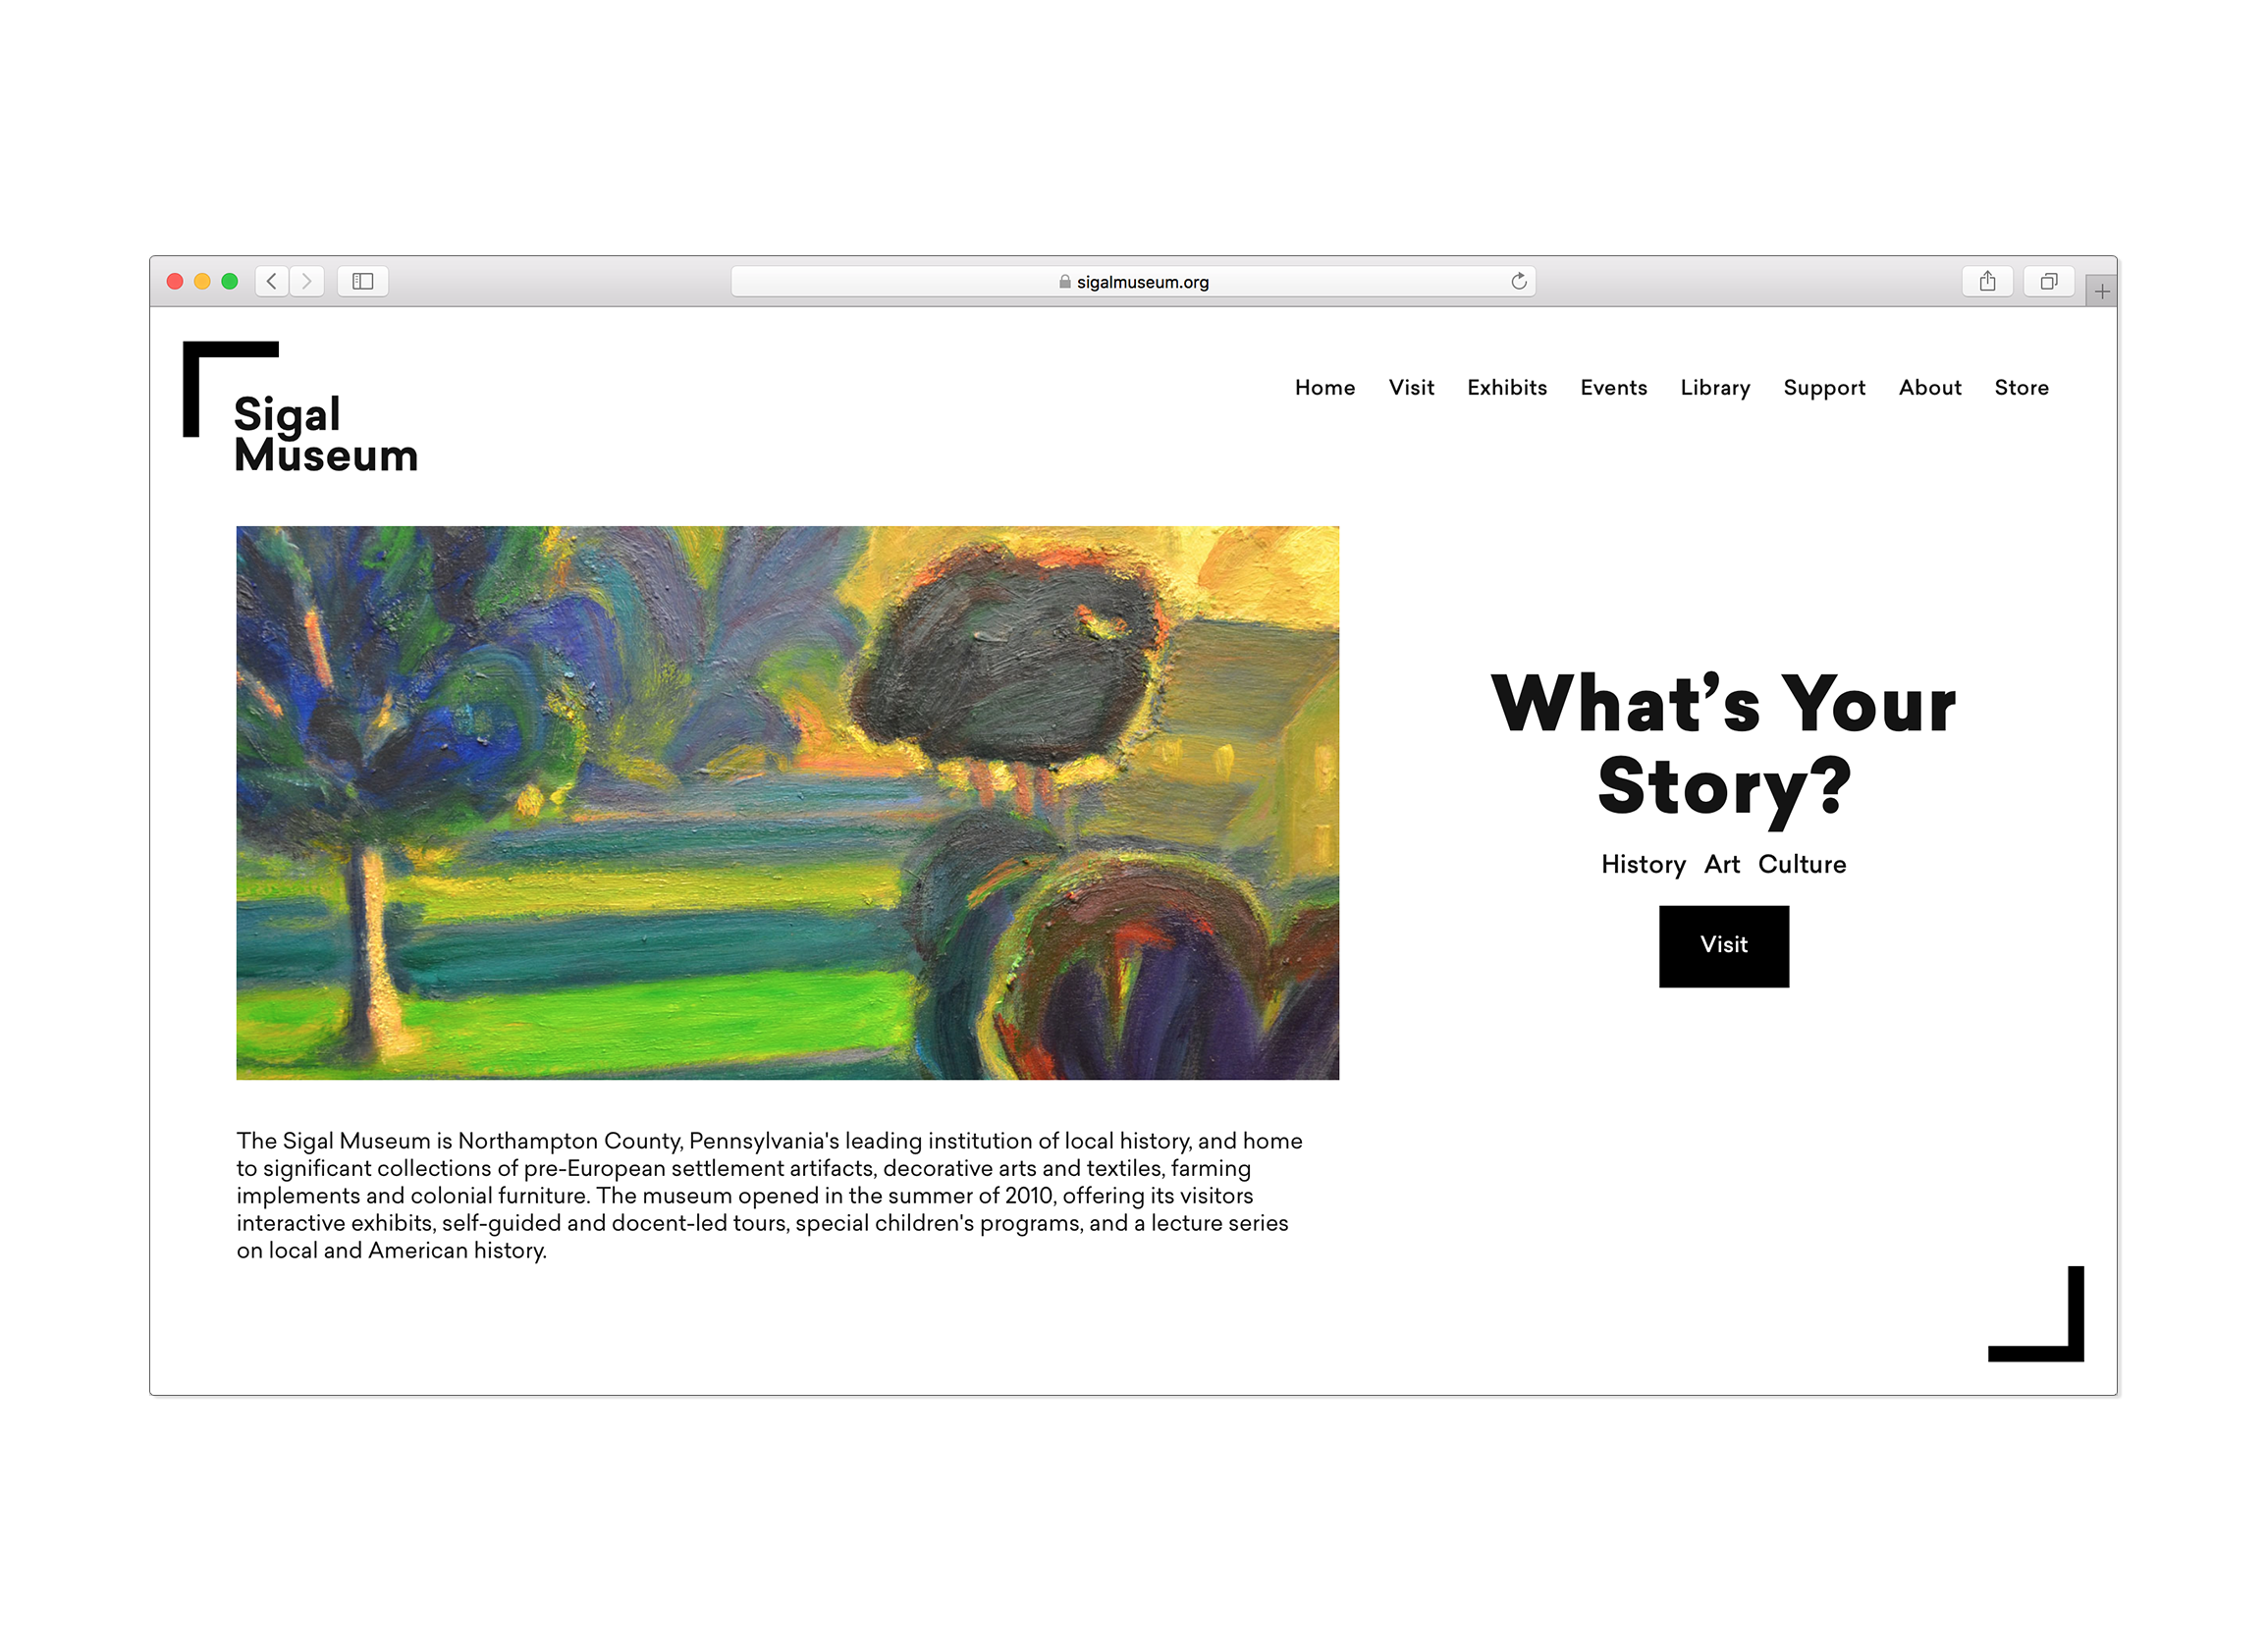 sigalmuseum.org
Sigal
Museum
Home Visit Exhibits Events Library Support About Store
What’s Your
Story?
History Art Culture
Visit
The Sigal Museum is Northampton County, Pennsylvania's leading institution of local history, and home
to significant collections of pre-European settlement artifacts, decorative arts and textiles, farming
implements and colonial furniture. The museum opened in the summer of 2010, offering its visitors
interactive exhibits, self-guided and docent-led tours, special children's programs, and a lecture series
on local and American history.